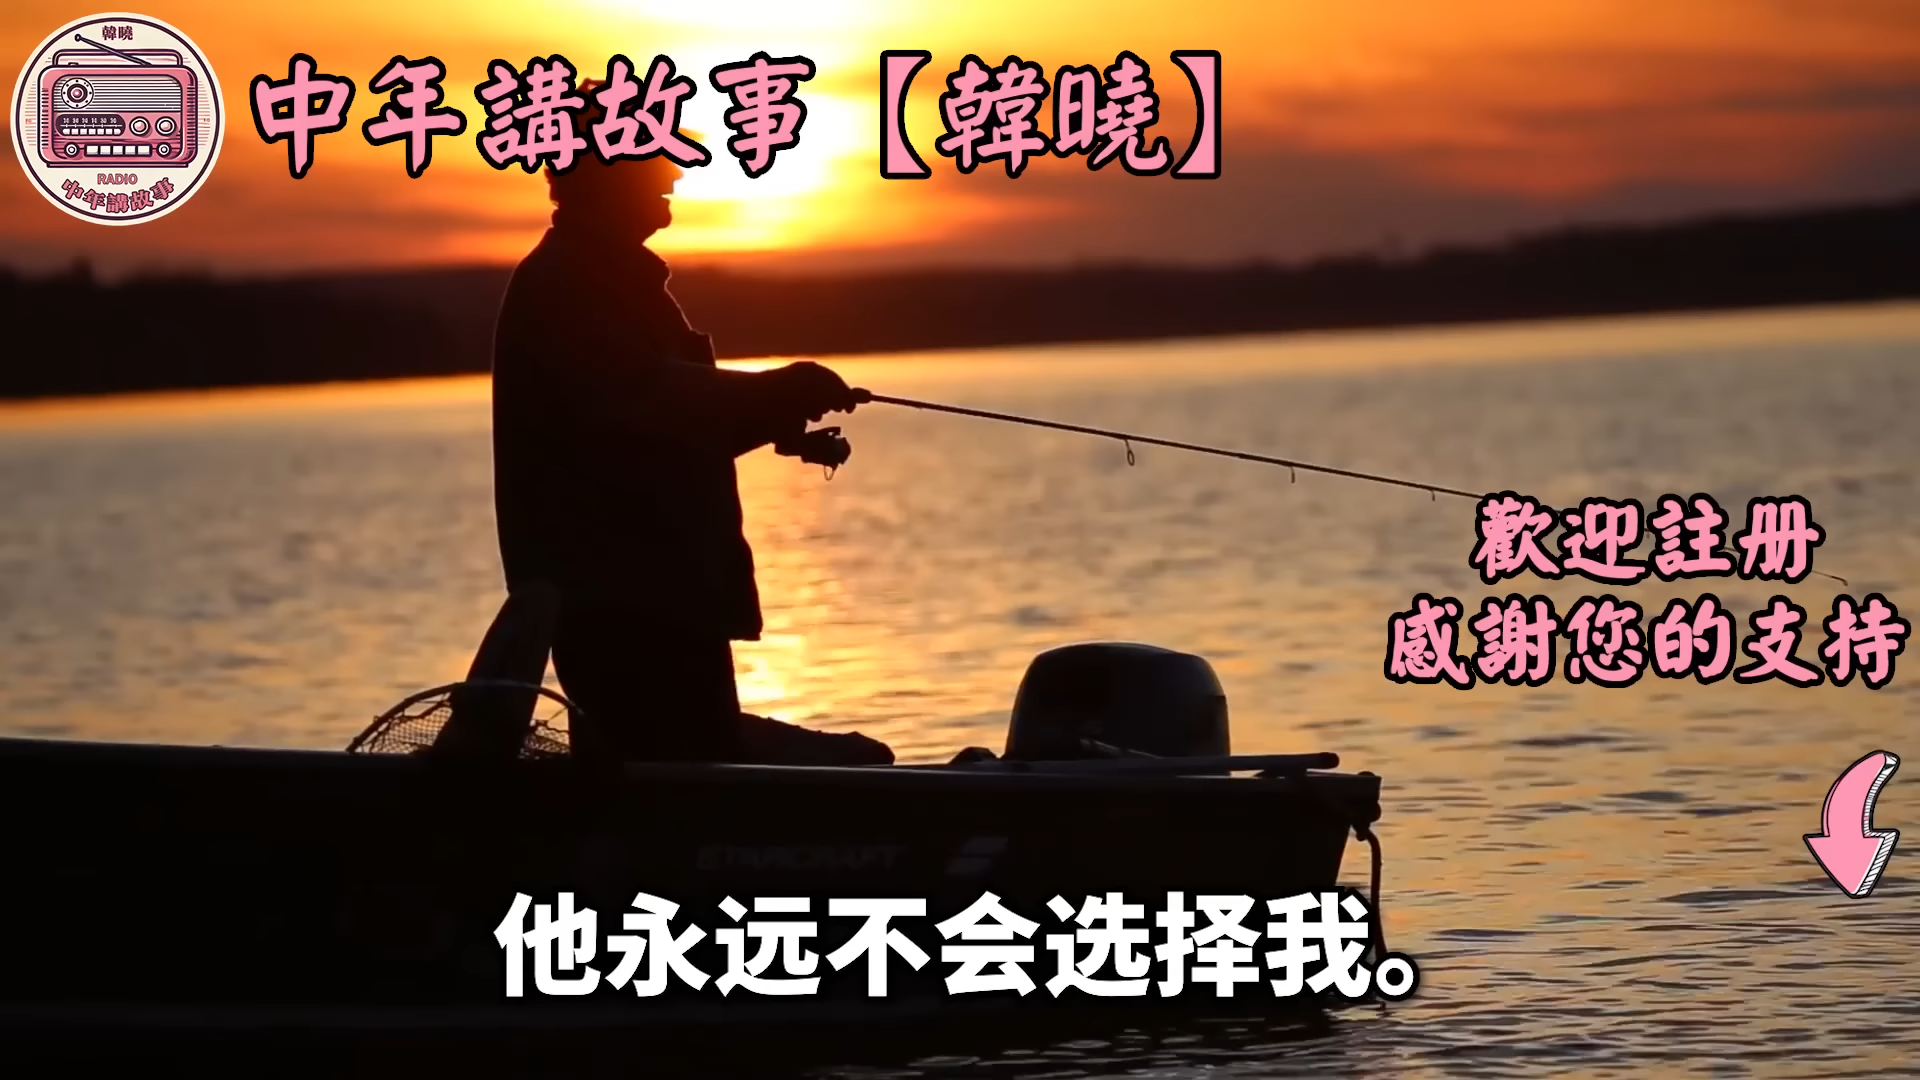 韓曉
RADIO
中年講故事
中年講故事【韓曉】
歡迎註册
感謝您的支持
STARCRAFT
他永远不会选择我。